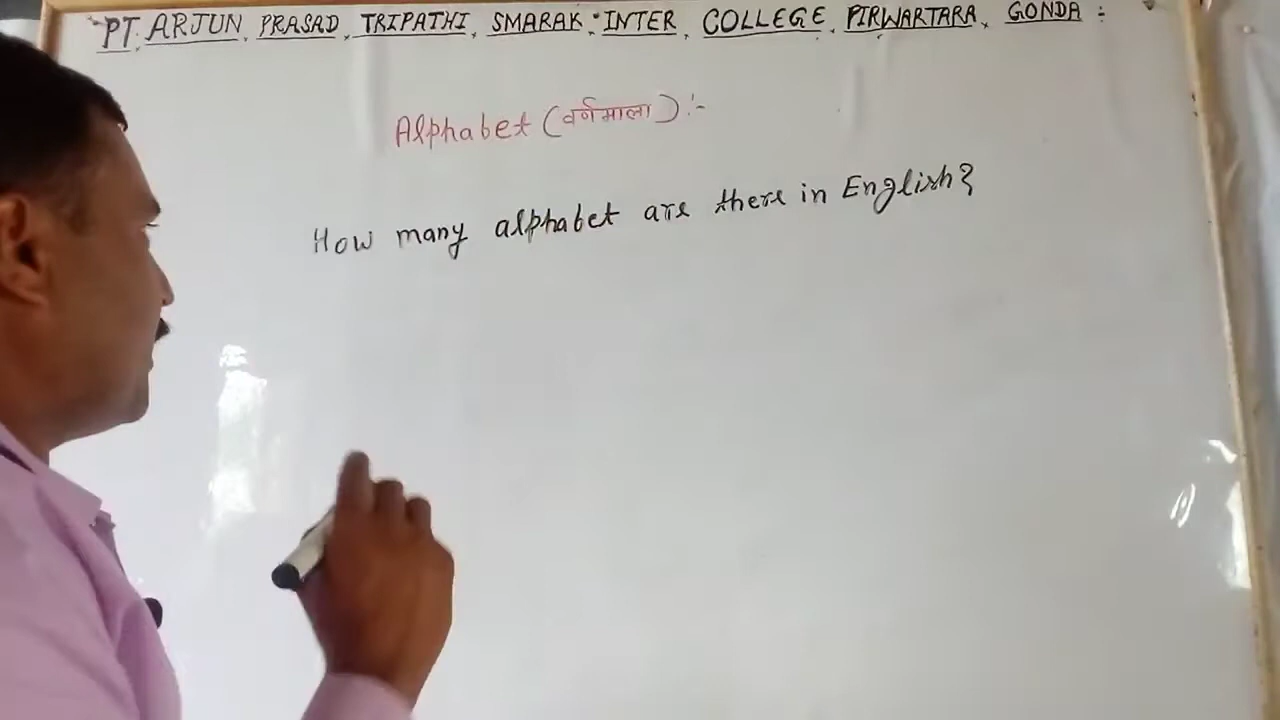 PT. ARJUN PRASAD TRIPATHI SMARAK INTER COLLEGE PIRWARTARA, GONDA :
Alphabet (वर्णमाला) :-
How many alphabet are there in English?